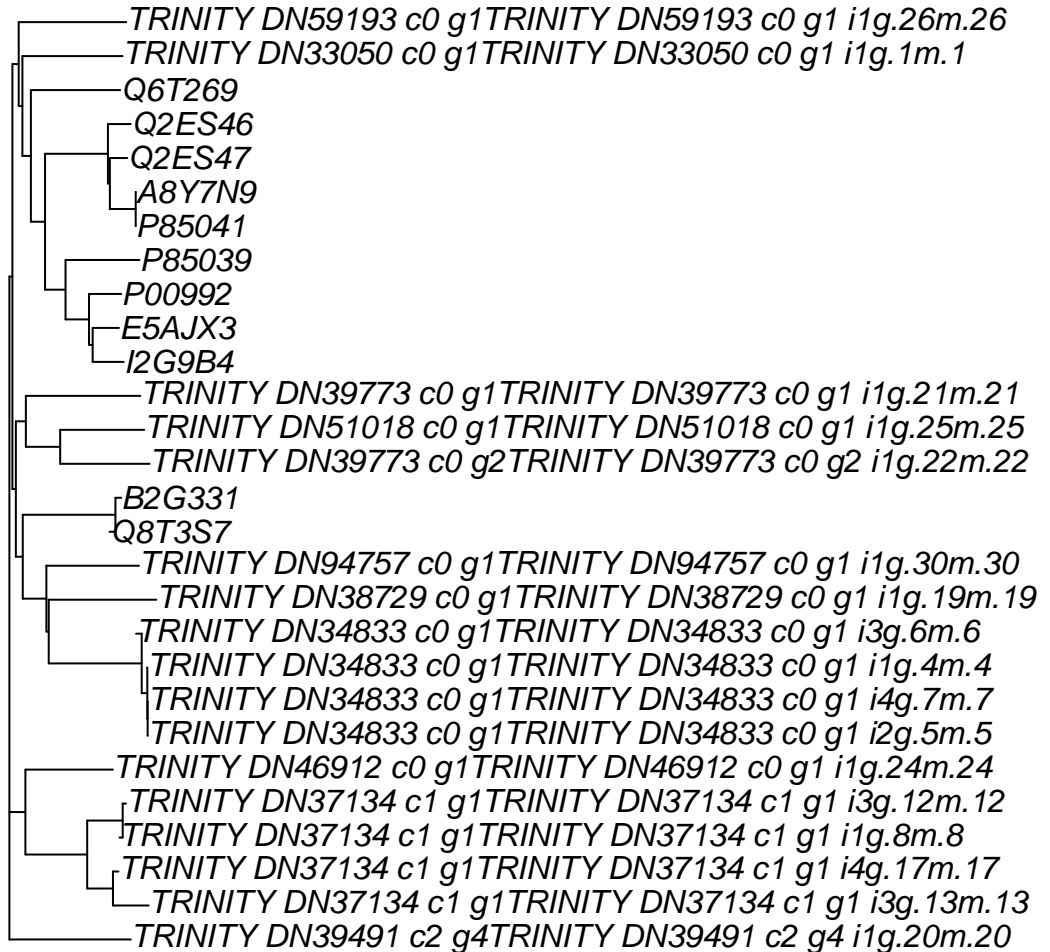 TRINITY DN59193 c0 g1TRINITY DN59193 c0 g1 i1g.26m.26
TRINITY DN33050 c0 g1TRINITY DN33050 c0 g1 i1g.1m.1
Q6T269
Q2ES46
Q2ES47
A8Y7N9
P85041
P85039
P00992
E5AJX3
I2G9B4
TRINITY DN39773 c0 g1TRINITY DN39773 c0 g1 i1g.21m.21
TRINITY DN51018 c0 g1TRINITY DN51018 c0 g1 i1g.25m.25
TRINITY DN39773 c0 g2TRINITY DN39773 c0 g2 i1g.22m.22
B2G331
Q8T3S7
TRINITY DN94757 c0 g1TRINITY DN94757 c0 g1 i1g.30m.30
TRINITY DN38729 c0 g1TRINITY DN38729 c0 g1 i1g.19m.19
TRINITY DN34833 c0 g1TRINITY DN34833 c0 g1 i3g.6m.6
TRINITY DN34833 c0 g1TRINITY DN34833 c0 g1 i1g.4m.4
TRINITY DN34833 c0 g1TRINITY DN34833 c0 g1 i4g.7m.7
TRINITY DN34833 c0 g1TRINITY DN34833 c0 g1 i2g.5m.5
TRINITY DN46912 c0 g1TRINITY DN46912 c0 g1 i1g.24m.24
TRINITY DN37134 c1 g1TRINITY DN37134 c1 g1 i3g.12m.12
TRINITY DN37134 c1 g1TRINITY DN37134 c1 g1 i1g.8m.8
TRINITY DN37134 c1 g1TRINITY DN37134 c1 g1 i4g.17m.17
TRINITY DN37134 c1 g1TRINITY DN37134 c1 g1 i3g.13m.13
TRINITY DN39491 c2 g4TRINITY DN39491 c2 g4 i1g.20m.20